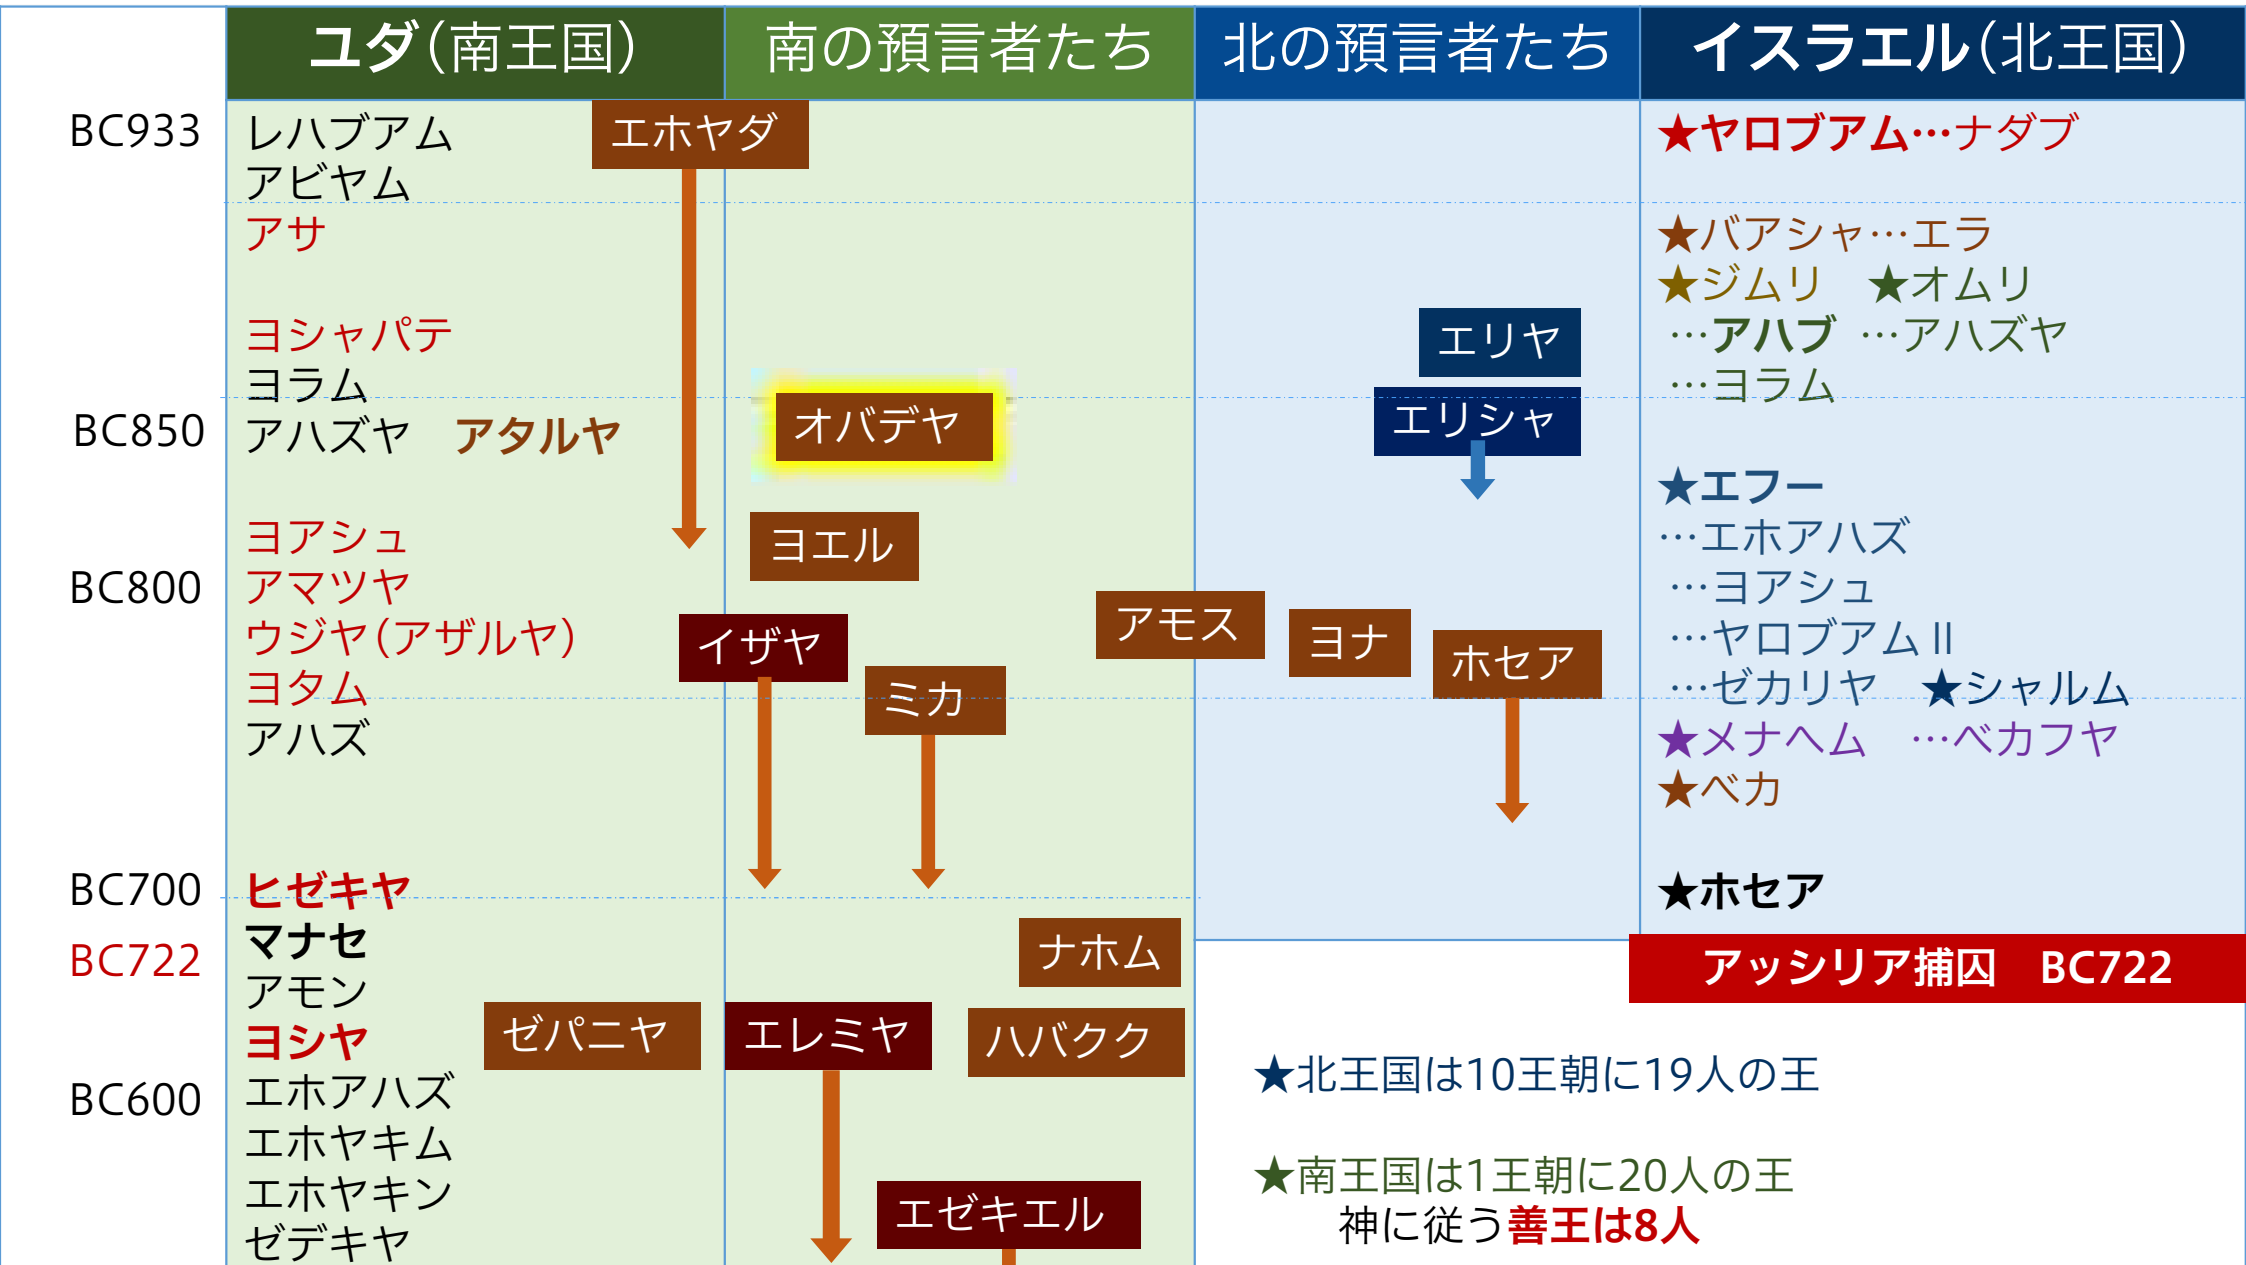 ユダ(南王国)
南の預言者たち
北の預言者たち
イスラエル(北王国)
BC933
レハブアム
エホヤダ
★ヤロブアム…ナダブ
アビヤム
アサ
★バアシャ…エラ
★ジムリ ★オムリ
ヨシャパテ
エリヤ
…アハブ …アハズヤ
ヨラム
…ヨラム
BC850
アハズヤ アタルヤ
オバデヤ
エリシャ
★エフー
ヨアシュ
ヨエル
…エホアハズ
BC800
アマツヤ
…ヨアシュ
ウジヤ(アザルヤ)
イザヤ
アモス
ヨナ
ホセア
…ヤロブアムⅡ
ヨタム
ミカ
…ゼカリヤ ★シャルム
アハズ
★メナヘム …ペカフヤ
★ペカ
BC700
ヒゼキヤ
★ホセア
BC722
マナセ
ナホム
アッシリア捕囚 BC722
アモン
ヨシヤ
ゼパニヤ
エレミヤ
ハバクク
BC600
エホアハズ
★北王国は10王朝に19人の王
エホヤキム
エホヤキン
エゼキエル
★南王国は1王朝に20人の王
ゼデキヤ
神に従う善王は8人